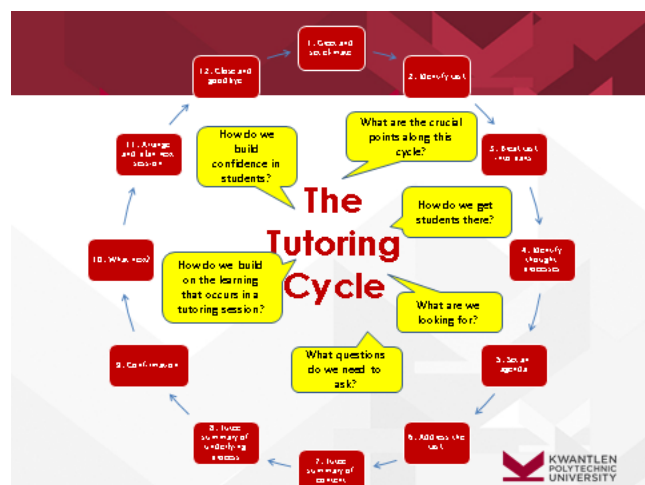 1. Greet and
set climate
2. Identify task
3. Break task
into parts
4. Identify
thought
processes
5. Set an
agenda
6. Address the
task
7. Tutee
summary of
content
8. Tutee
summary of
underlying
process
9. Confirmation
10. What next?
11. Arrange
and plan next
session
12. Close and
goodbye
What are the crucial
points along this
cycle?
How do we
build
confidence in
students?
The
Tutoring
Cycle
How do we get
students there?
How do we build
on the learning
that occurs in a
tutoring session?
What are we
looking for?
What questions
do we need to
ask?
KWANTLEN
POLYTECHNIC
UNIVERSITY